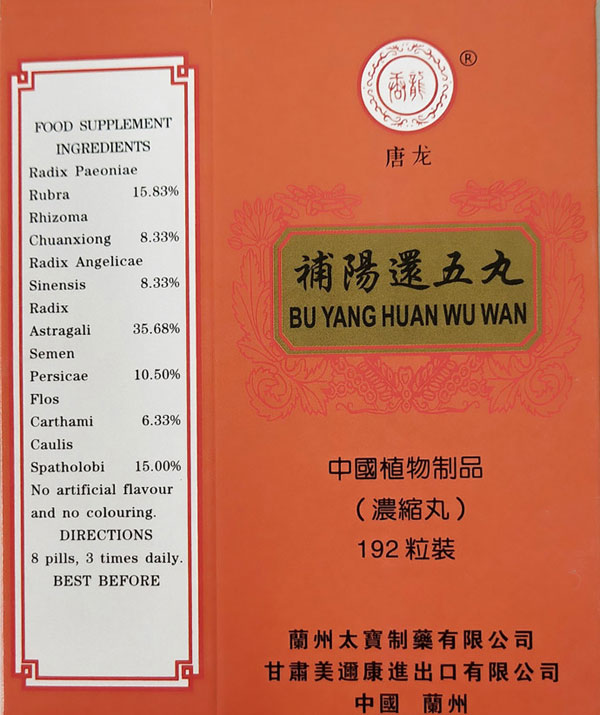 FOOD SUPPLEMENT
INGREDIENTS
Radix Paeoniae
Rubra 15.83%
Rhizoma
Chuanxiong 8.33%
Radix Angelicae
Sinensis 8.33%
Radix
Astragali 35.68%
Semen
Persicae 10.50%
Flos
Carthami 6.33%
Caulis
Spatholobi 15.00%
No artificial flavour
and no colouring.
DIRECTIONS
8 pills, 3 times daily.
BEST BEFORE
®
唐龙
補陽還五丸
BU YANG HUAN WU WAN
中國植物制品
（濃縮丸）
192粒裝
蘭州太寶制藥有限公司
甘肅美邇康進出口有限公司
中國 蘭州